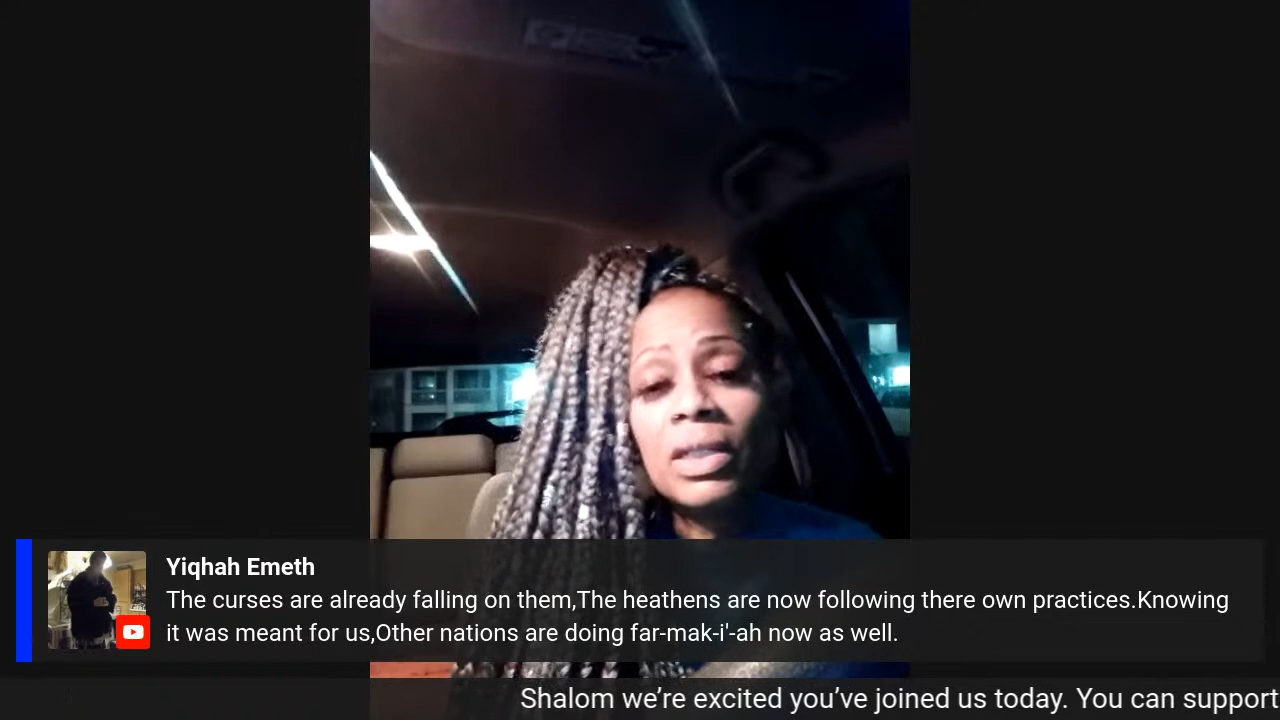 Yiqhah Emeth
The curses are already falling on them,The heathens are now following there own practices.Knowing
it was meant for us,Other nations are doing far-mak-i'-ah now as well.
Shalom we’re excited you’ve joined us today. You can support